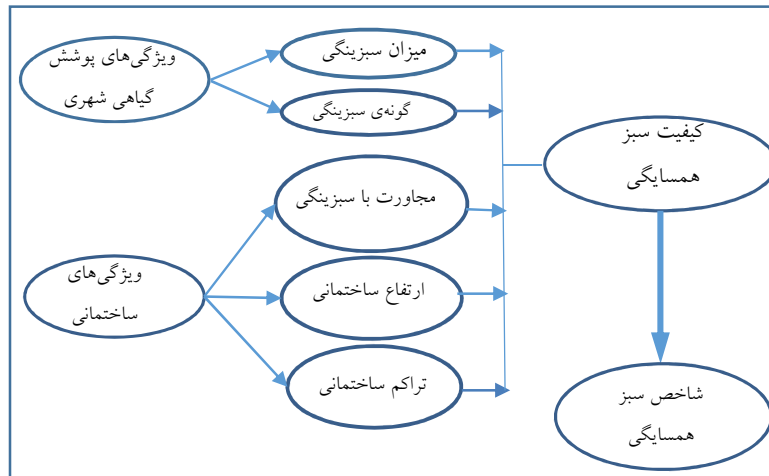 ویژگی‌های پوشش
گیاهی شهری
میزان سبزینگی
گونه‌ی سبزینگی
ویژگی‌های
ساختمانی
مجاورت با سبزینگی
ارتفاع ساختمانی
تراکم ساختمانی
کیفیت سبز
همسایگی
شاخص سبز
همسایگی